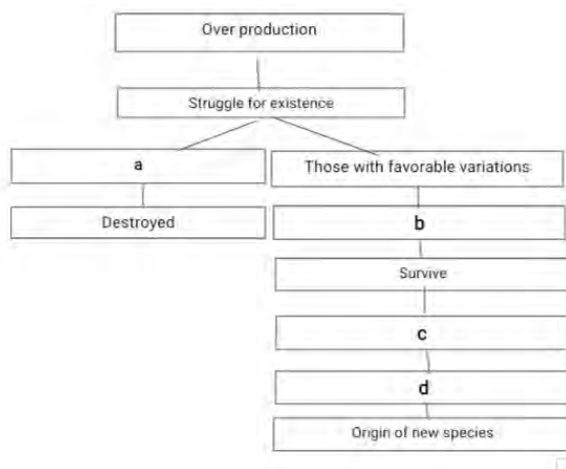 Over production
Struggle for existence
a
Those with favorable variations
Destroyed
b
Survive
c
d
Origin of new species